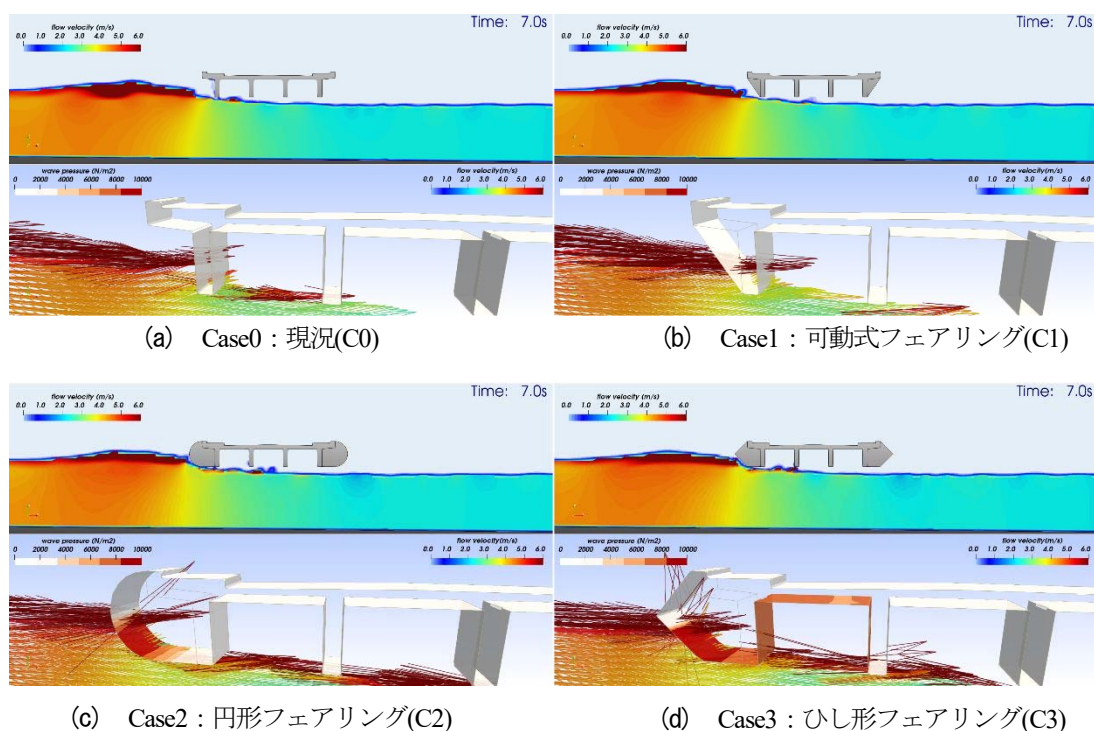 Time: 7.0s
flow velocity (m/s)
0.0 1.0 2.0 3.0 4.0 5.0 6.0
wave pressure (N/m2)
0 2000 4000 6000 8000 10000
flow velocity (m/s)
0.0 1.0 2.0 3.0 4.0 5.0 6.0
(a) Case0：現況(C0)
Time: 7.0s
flow velocity (m/s)
0.0 1.0 2.0 3.0 4.0 5.0 6.0
wave pressure (N/m2)
0 2000 4000 6000 8000 10000
flow velocity (m/s)
0.0 1.0 2.0 3.0 4.0 5.0 6.0
(b) Case1：可動式フェアリング(C1)
Time: 7.0s
flow velocity (m/s)
0.0 1.0 2.0 3.0 4.0 5.0 6.0
wave pressure (N/m2)
0 2000 4000 6000 8000 10000
flow velocity (m/s)
0.0 1.0 2.0 3.0 4.0 5.0 6.0
(c) Case2：円形フェアリング(C2)
Time: 7.0s
flow velocity (m/s)
0.0 1.0 2.0 3.0 4.0 5.0 6.0
wave pressure (N/m2)
0 2000 4000 6000 8000 10000
flow velocity (m/s)
0.0 1.0 2.0 3.0 4.0 5.0 6.0
(d) Case3：ひし形フェアリング(C3)